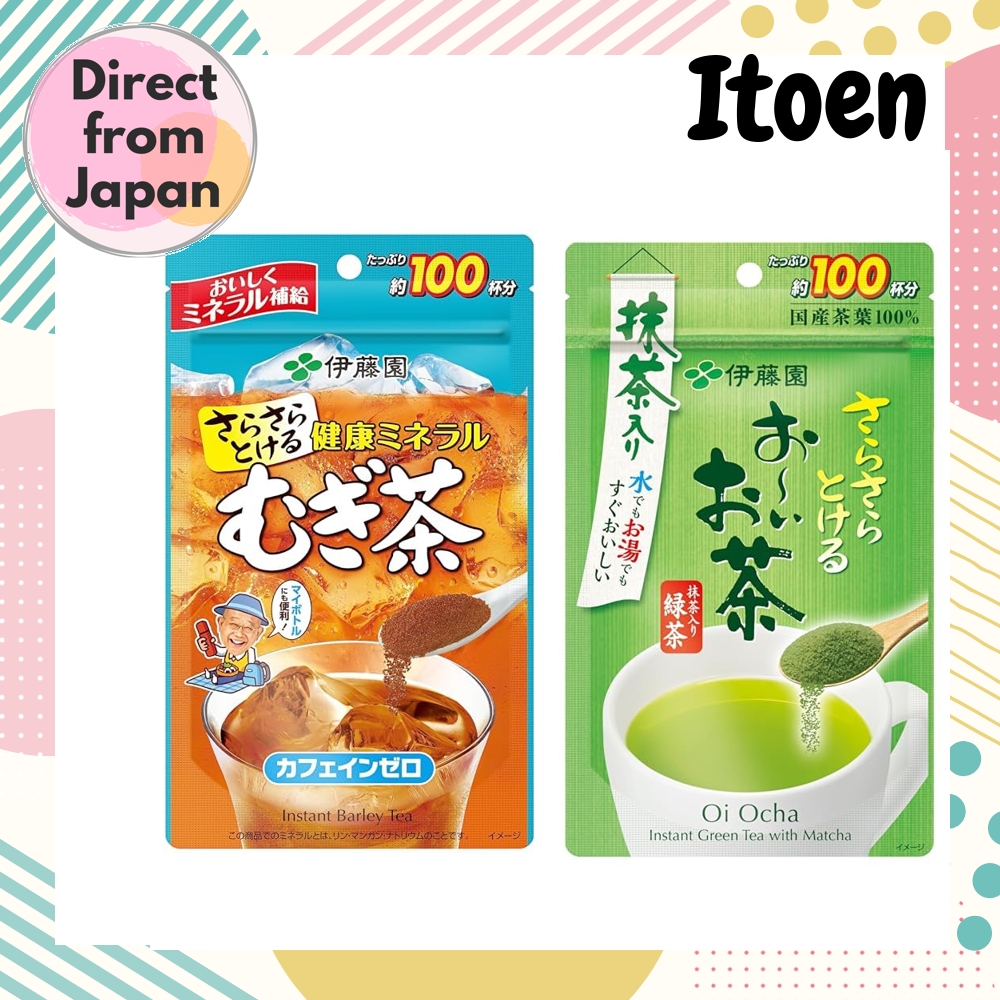 Direct
from
Japan
Itoen
おいしく
ミネラル補給
たっぷり
約100杯分
伊藤園
さらさら
とける
健康ミネラル
むぎ茶
マイボトル
にも便利!
カフェインゼロ
Instant Barley Tea
この商品でのミネラルとは、リン・マンガン・ナトリウムのことです。
イメージ
たっぷり
約100杯分
国産茶葉100%
抹茶入り
水でもお湯でも
すぐおいしい
伊藤園
さらさら
とける
お~い
お茶
抹茶入り
緑茶
Oi Ocha
Instant Green Tea with Matcha
イメージ